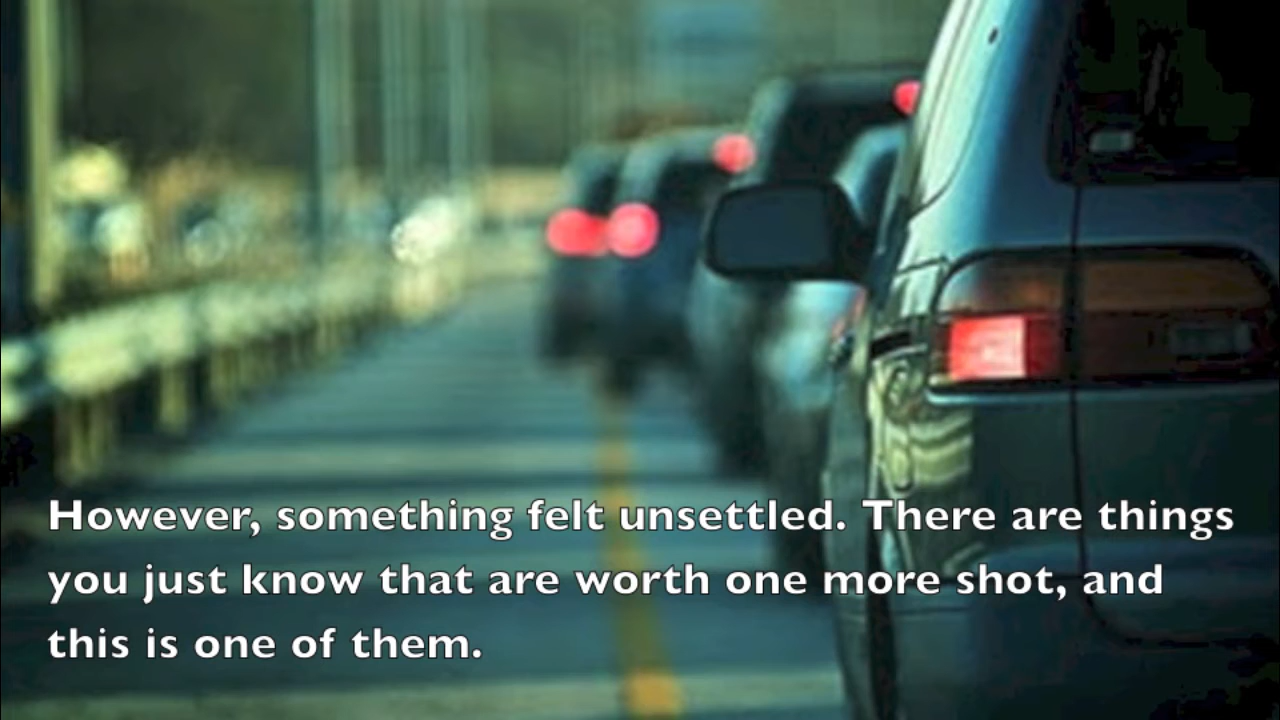 However, something felt unsettled. There are things
you just know that are worth one more shot, and
this is one of them.